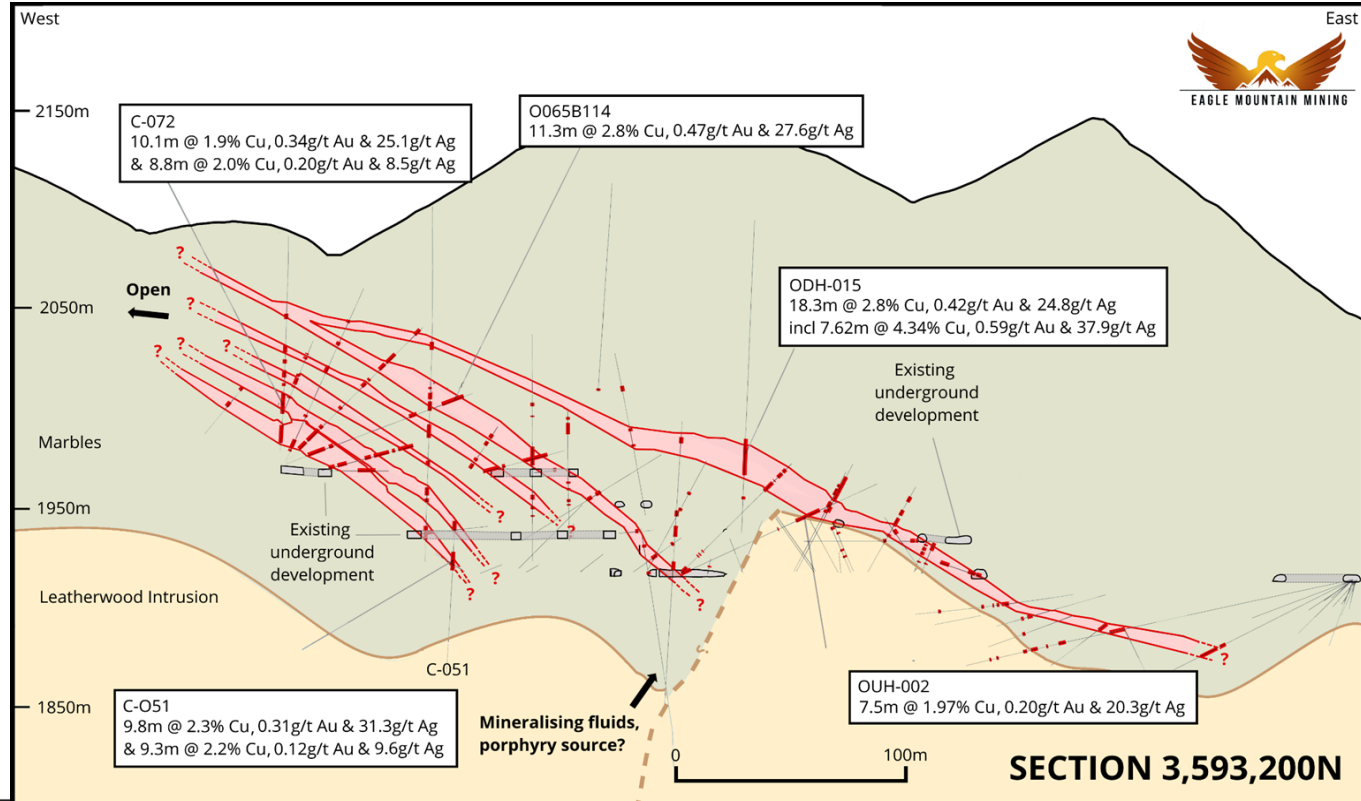 West
East
EAGLE MOUNTAIN MINING
2150m
C-072
10.1m @ 1.9% Cu, 0.34g/t Au & 25.1g/t Ag
& 8.8m @ 2.0% Cu, 0.20g/t Au & 8.5g/t Ag
O065B114
11.3m @ 2.8% Cu, 0.47g/t Au & 27.6g/t Ag
?
Open
2050m
?
?
?
?
ODH-015
18.3m @ 2.8% Cu, 0.42g/t Au & 24.8g/t Ag
incl 7.62m @ 4.34% Cu, 0.59g/t Au & 37.9g/t Ag
Existing
underground
development
Marbles
1950m
?
?
Existing
underground
development
?
?
?
Leatherwood Intrusion
?
?
C-051
C-O51
9.8m @ 2.3% Cu, 0.31g/t Au & 31.3g/t Ag
& 9.3m @ 2.2% Cu, 0.12g/t Au & 9.6g/t Ag
OUH-002
7.5m @ 1.97% Cu, 0.20g/t Au & 20.3g/t Ag
1850m
Mineralising fluids,
porphyry source?
0
100m
SECTION 3,593,200N